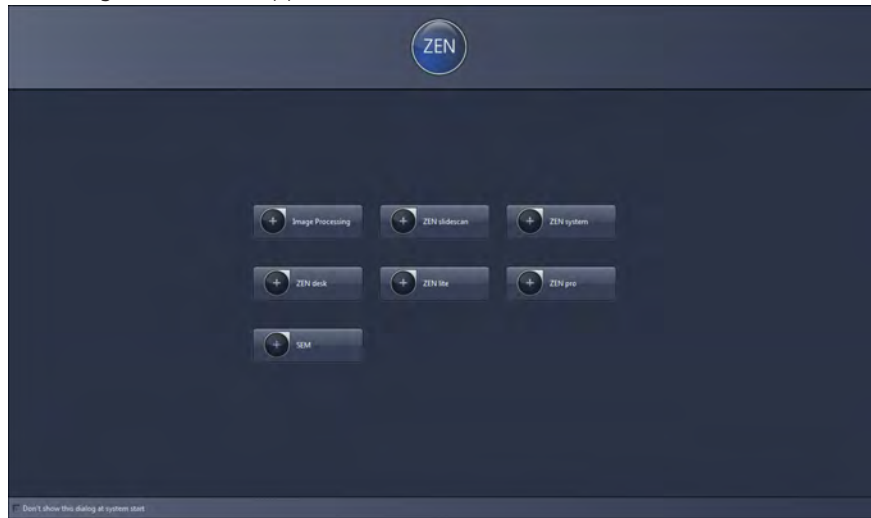 ZEN
Image Processing
ZEN slidescan
ZEN system
ZEN desk
ZEN lite
ZEN pro
SEM
Don't show this dialog at system start